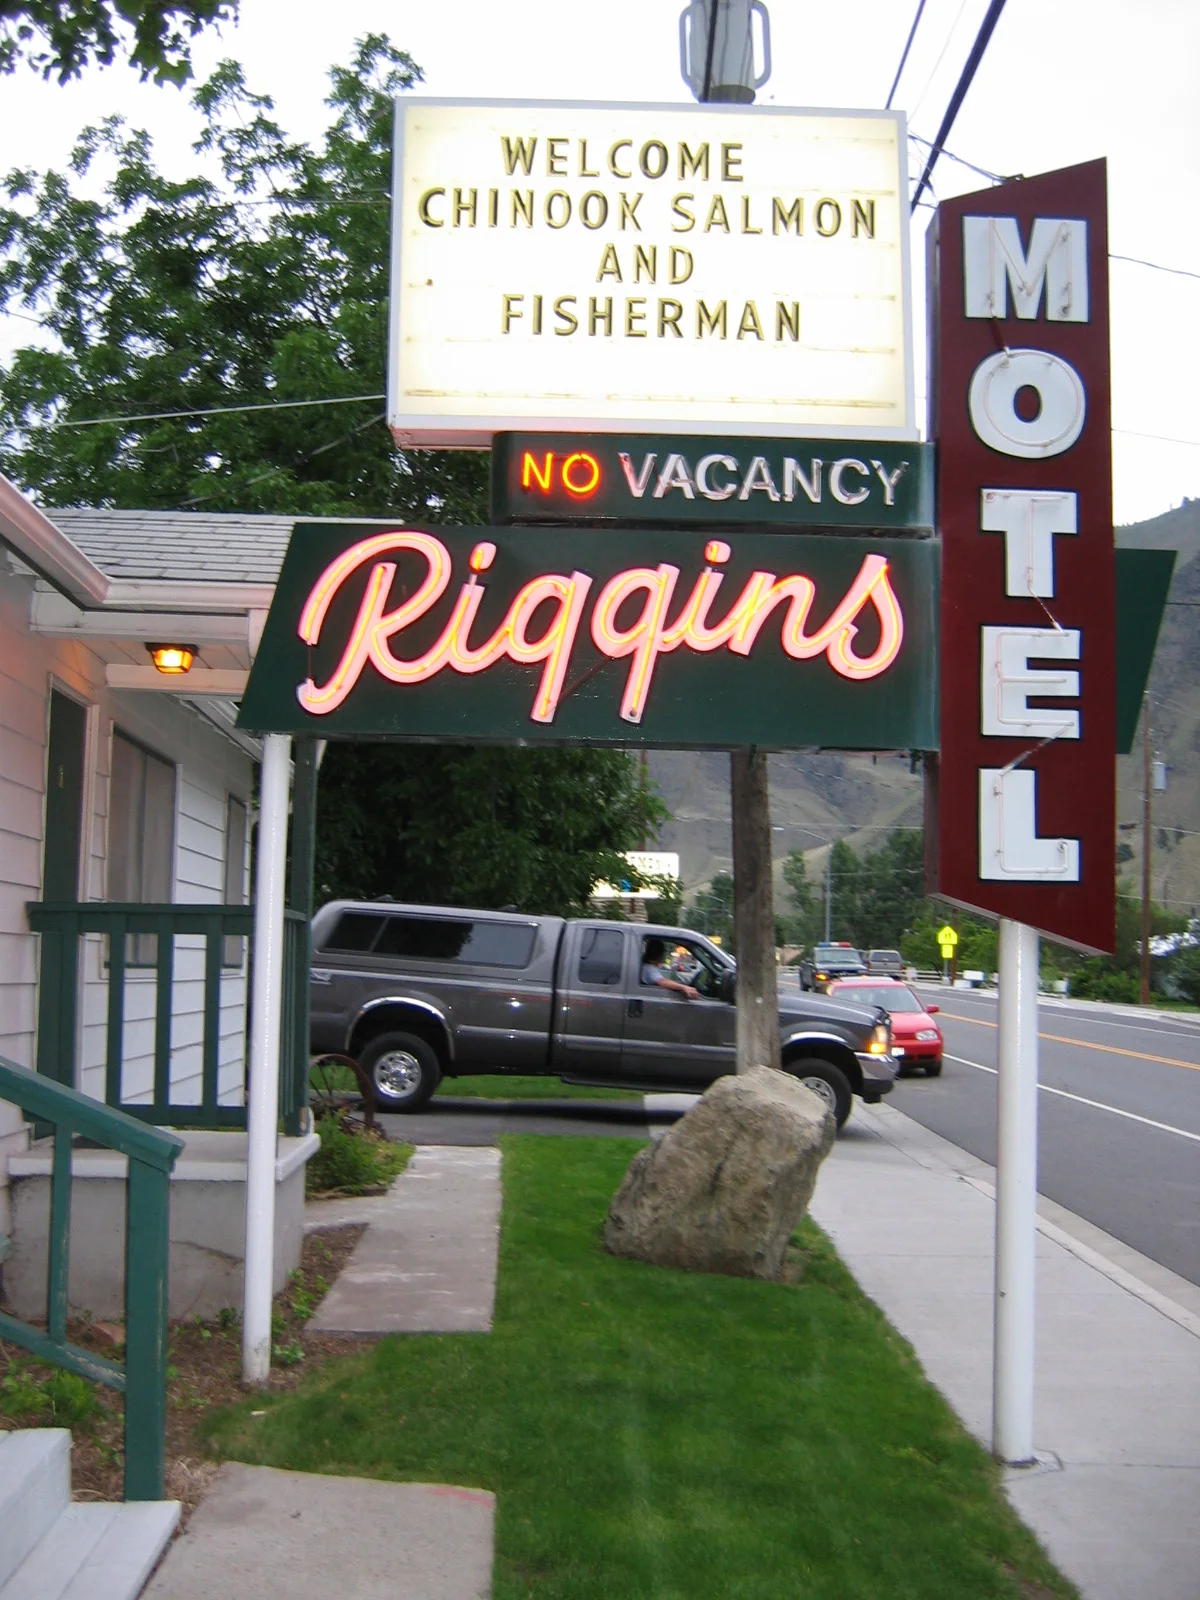 WELCOME
CHINOOK SALMON
AND
FISHERMAN
NO VACANCY
Riggins
MOTEL